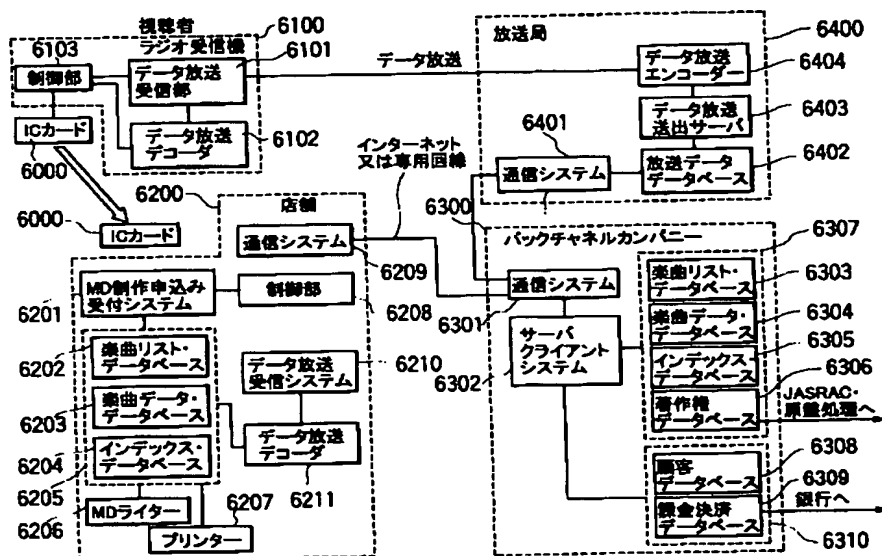 視聴者
6100
ラジオ受信機
6101
6103
制御部
データ放送
受信部
ICカード
6000
データ放送
デコーダ
6102
データ放送
放送局
6400
データ放送
エンコーダー
6404
データ放送
送出サーバ
6403
6401
通信システム
放送データ
データベース
6402
インターネット
又は専用回線
6000
ICカード
6200
店舗
通信システム
6209
MD制作申込み
受付システム
6201
制御部
6208
6202
楽曲リスト・
データベース
6203
楽曲データ・
データベース
6204
インデックス・
データベース
6205
6206
MDライター
6207
プリンター
データ放送
受信システム
6210
データ放送
デコーダ
6211
6300
バックチャネルカンパニー
6307
通信システム
6301
サーバ
クライアント
システム
6302
楽曲リスト・
データベース
6303
楽曲データ・
データベース
6304
インデックス・
データベース
6305
著作権
データベース
6306
JASRAC・
原盤処理へ
顧客
データベース
6308
課金決済
データベース
6309
銀行へ
6310